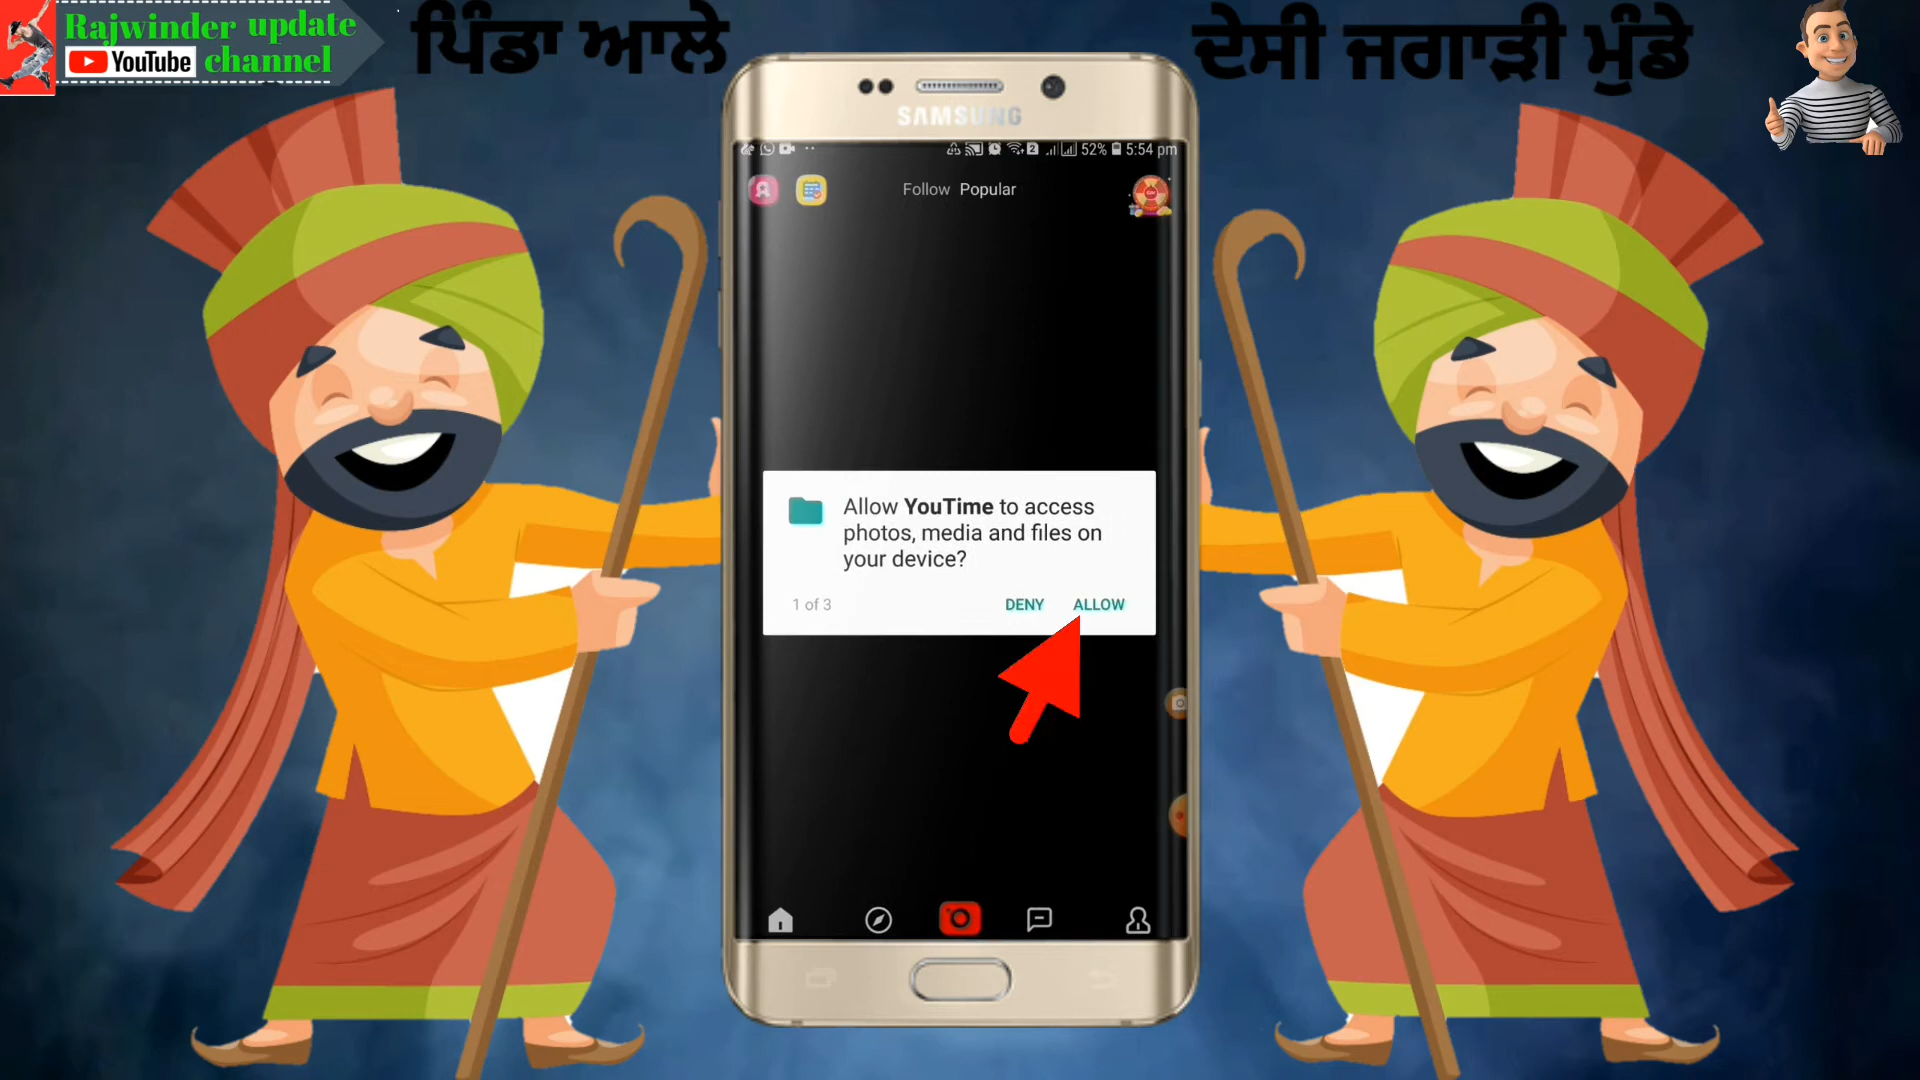 Rajwinder update
YouTube channel
ਪਿੰਡਾ ਆਲੇ
ਦੇਸੀ ਜਗਾੜੀ ਮੁੰਡੇ
SAMSUNG
2 52% 5:54 pm
Follow Popular
Allow YouTime to access
photos, media and files on
your device?
1 of 3 DENY ALLOW